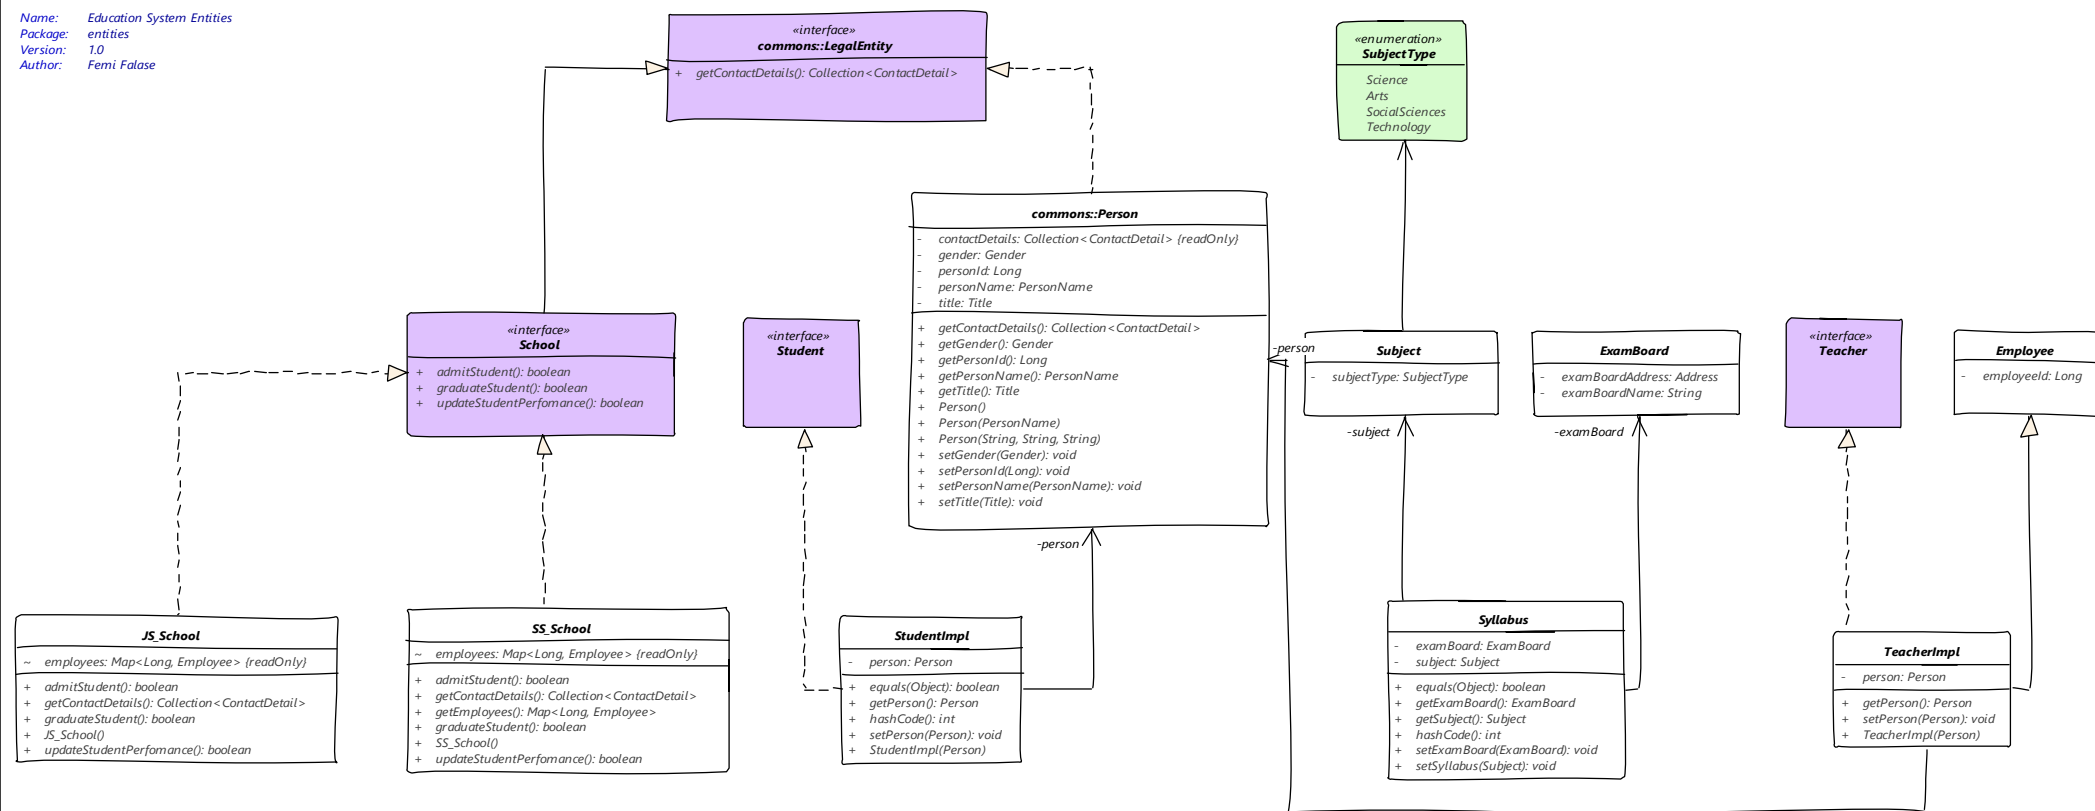 Name: Education System Entities
Package: entities
Version: 1.0
Author: Femi Falase
«interface»
commons::LegalEntity
+ getContactDetails(): Collection<ContactDetail>
«enumeration»
SubjectType
Science
Arts
SocialSciences
Technology
commons::Person
- contactDetails: Collection<ContactDetail> {readOnly}
- gender: Gender
- personId: Long
- personName: PersonName
- title: Title
+ getContactDetails(): Collection<ContactDetail>
+ getGender(): Gender
+ getPersonId(): Long
+ getPersonName(): PersonName
+ getTitle(): Title
+ Person()
+ Person(PersonName)
+ Person(String, String, String)
+ setGender(Gender): void
+ setPersonId(Long): void
+ setPersonName(PersonName): void
+ setTitle(Title): void
«interface»
School
+ admitStudent(): boolean
+ graduateStudent(): boolean
+ updateStudentPerfomance(): boolean
«interface»
Student
-person
Subject
- subjectType: SubjectType
ExamBoard
- examBoardAddress: Address
- examBoardName: String
«interface»
Teacher
Employee
- employeeId: Long
-subject
-examBoard
-person
JS_School
~ employees: Map<Long, Employee> {readOnly}
+ admitStudent(): boolean
+ getContactDetails(): Collection<ContactDetail>
+ graduateStudent(): boolean
+ JS_School()
+ updateStudentPerfomance(): boolean
SS_School
~ employees: Map<Long, Employee> {readOnly}
+ admitStudent(): boolean
+ getContactDetails(): Collection<ContactDetail>
+ getEmployees(): Map<Long, Employee>
+ graduateStudent(): boolean
+ SS_School()
+ updateStudentPerfomance(): boolean
StudentImpl
- person: Person
+ equals(Object): boolean
+ getPerson(): Person
+ hashCode(): int
+ setPerson(Person): void
+ StudentImpl(Person)
Syllabus
- examBoard: ExamBoard
- subject: Subject
+ equals(Object): boolean
+ getExamBoard(): ExamBoard
+ getSubject(): Subject
+ hashCode(): int
+ setExamBoard(ExamBoard): void
+ setSyllabus(Subject): void
TeacherImpl
- person: Person
+ getPerson(): Person
+ setPerson(Person): void
+ TeacherImpl(Person)